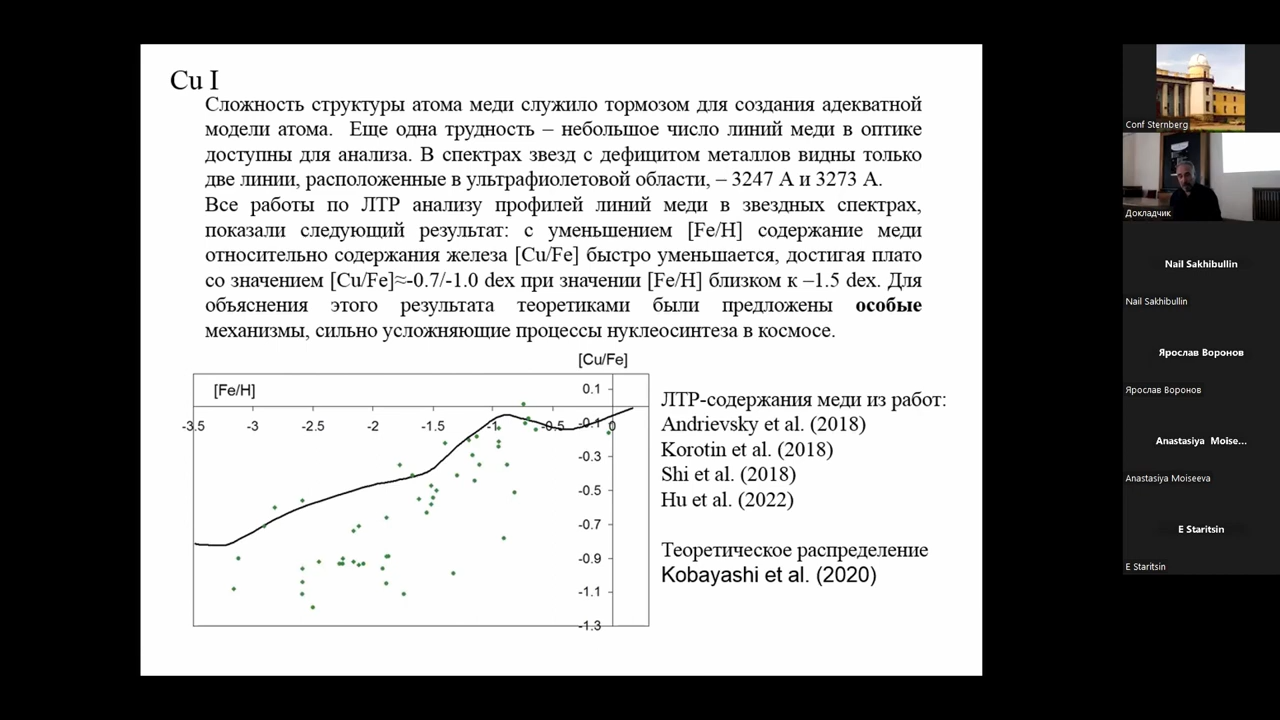 Cu I
Сложность структуры атома меди служило тормозом для создания адекватной
модели атома. Еще одна трудность – небольшое число линий меди в оптике
доступны для анализа. В спектрах звезд с дефицитом металлов видны только
две линии, расположенные в ультрафиолетовой области, – 3247 А и 3273 А.
Все работы по ЛТР анализу профилей линий меди в звездных спектрах,
показали следующий результат: с уменьшением [Fe/H] содержание меди
относительно содержания железа [Cu/Fe] быстро уменьшается, достигая плато
со значением [Cu/Fe]≈-0.7/-1.0 dex при значении [Fe/H] близком к –1.5 dex. Для
объяснения этого результата теоретиками были предложены особые
механизмы, сильно усложняющие процессы нуклеосинтеза в космосе.
[Cu/Fe]
[Fe/H]
0.1
-3.5 -3 -2.5 -2 -1.5 -1 -0.5 -0.1 0
-0.3
-0.5
-0.7
-0.9
-1.1
-1.3
ЛТР-содержания меди из работ:
Andrievsky et al. (2018)
Korotin et al. (2018)
Shi et al. (2018)
Hu et al. (2022)
Теоретическое распределение
Kobayashi et al. (2020)
Conf Sternberg
Докладчик
Nail Sakhibullin
Nail Sakhibullin
Ярослав Воронов
Ярослав Воронов
Anastasiya Moise...
Anastasiya Moiseeva
E Staritsin
E Staritsin